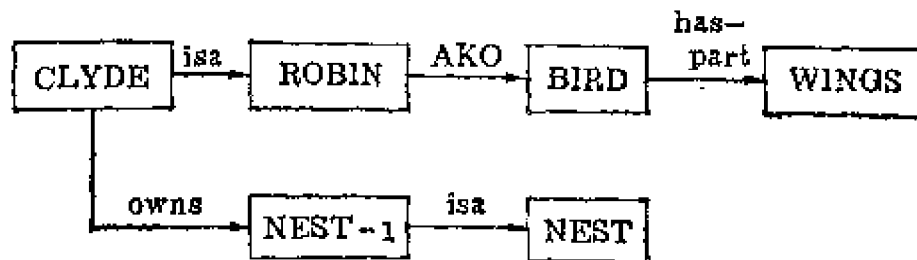 has-
isa AKO part
CLYDE ROBIN BIRD WINGS
owns isa
NEST-1 NEST